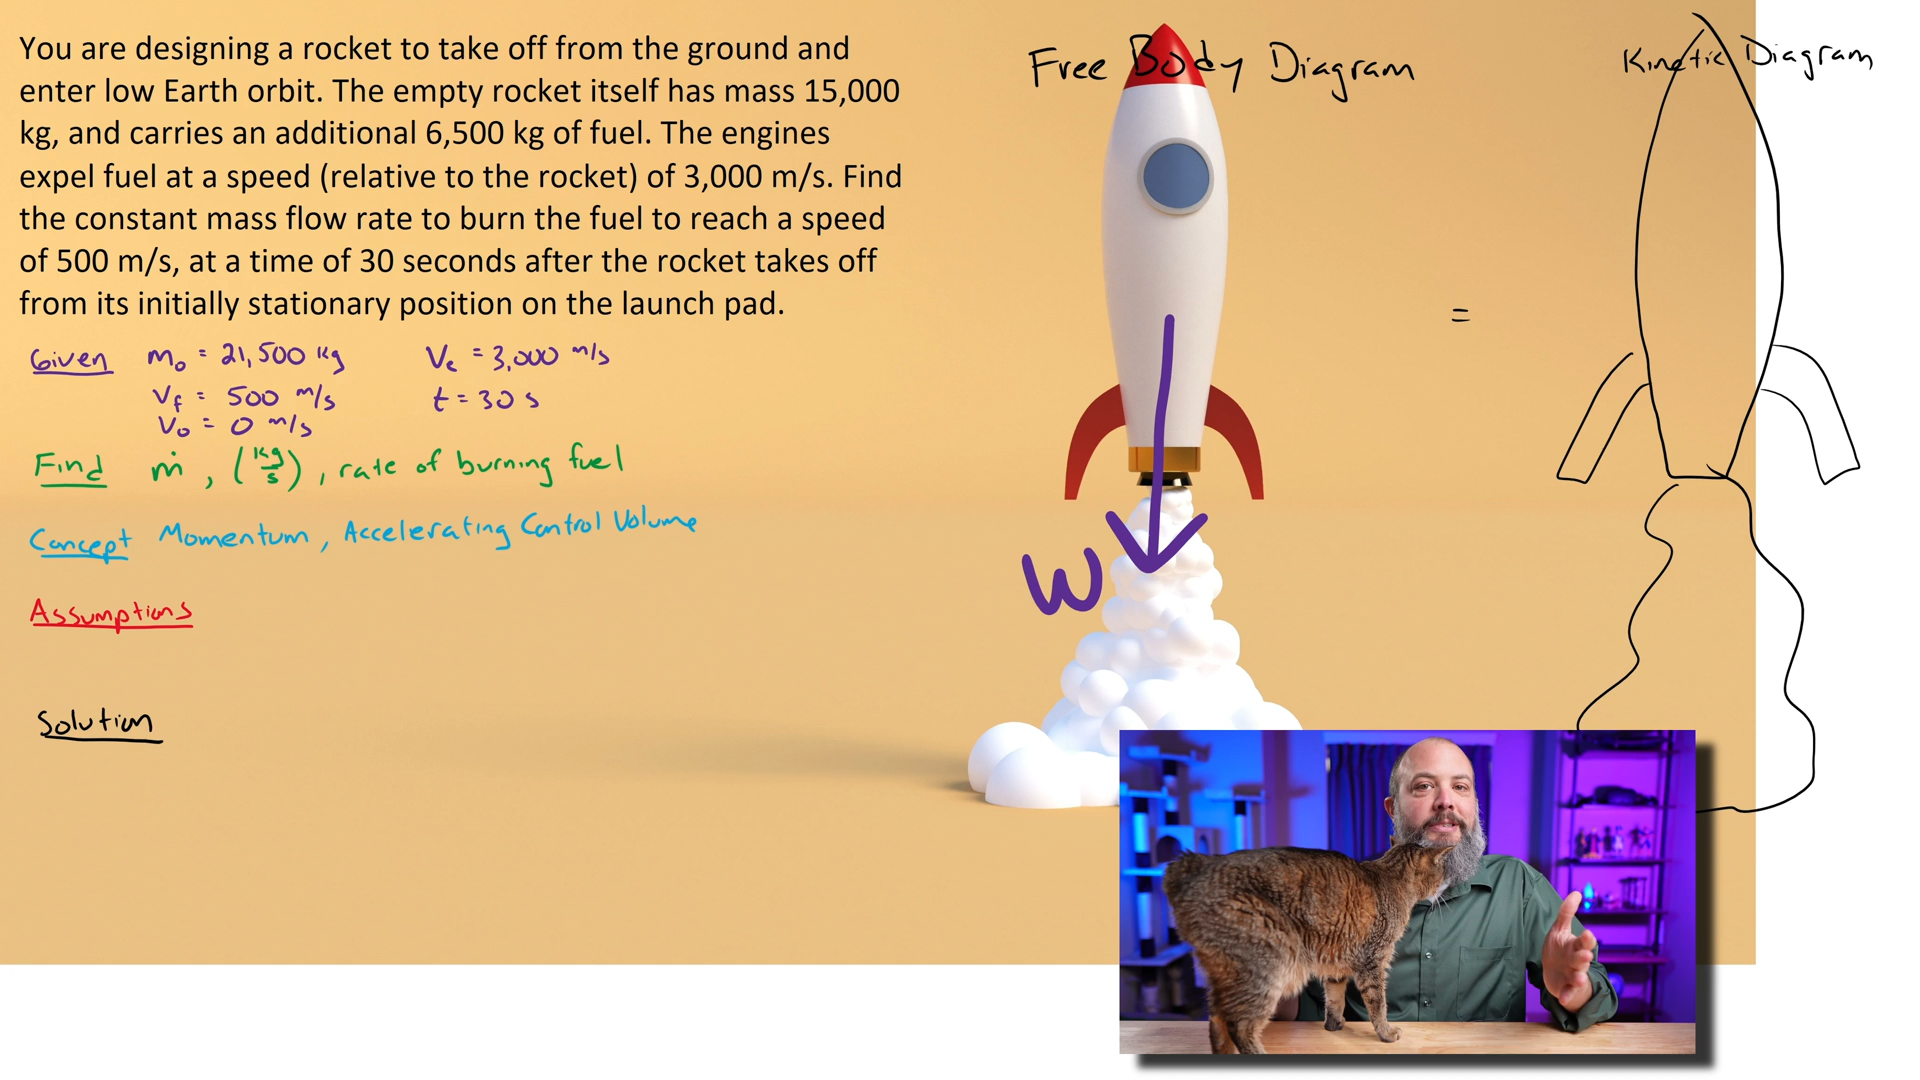 You are designing a rocket to take off from the ground and
enter low Earth orbit. The empty rocket itself has mass 15,000
kg, and carries an additional 6,500 kg of fuel. The engines
expel fuel at a speed (relative to the rocket) of 3,000 m/s. Find
the constant mass flow rate to burn the fuel to reach a speed
of 500 m/s, at a time of 30 seconds after the rocket takes off
from its initially stationary position on the launch pad.
Given m₀ = 21,500 kg Vₑ = 3,000 m/s
V_f = 500 m/s t = 30 s
V₀ = 0 m/s
Find ṁ, (kg/s), rate of burning fuel
Concept Momentum, Accelerating Control Volume
Assumptions
Solution
Free Body Diagram
W
=
Kinetic Diagram